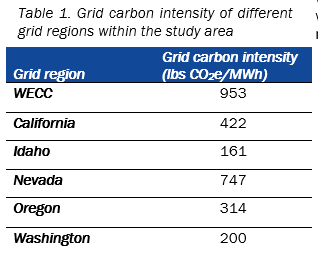 Table 1. Grid carbon intensity of different
grid regions within the study area
Grid region Grid carbon intensity (lbs CO2e/MWh)
WECC 953
California 422
Idaho 161
Nevada 747
Oregon 314
Washington 200